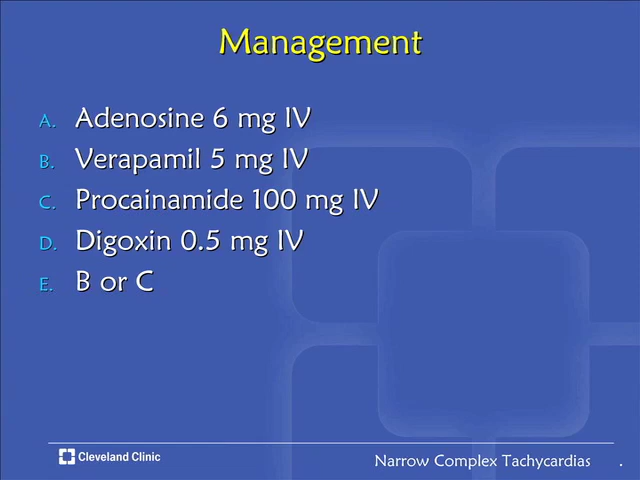 Management
A. Adenosine 6 mg IV
B. Verapamil 5 mg IV
C. Procainamide 100 mg IV
D. Digoxin 0.5 mg IV
E. B or C
Cleveland Clinic
Narrow Complex Tachycardias .